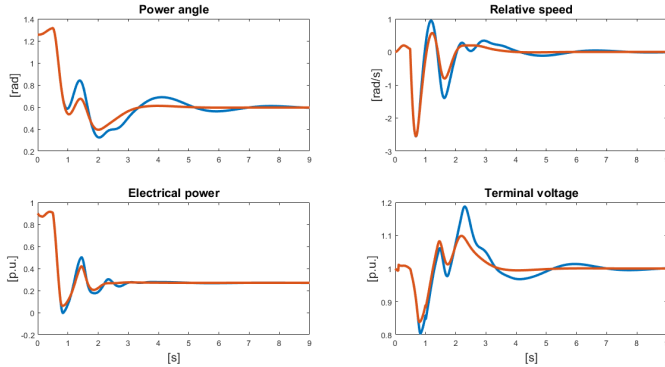 Power angle
1.4
1.2
1
0.8
0.6
0.4
0.2
[rad]
0 1 2 3 4 5 6 7 8 9
Relative speed
1
0
-1
-2
-3
[rad/s]
0 1 2 3 4 5 6 7 8 9
Electrical power
1
0.8
0.6
0.4
0.2
0
-0.2
[p.u.]
0 1 2 3 4 5 6 7 8 9
[s]
Terminal voltage
1.2
1.1
1.0
0.9
0.8
[p.u.]
0 1 2 3 4 5 6 7 8 9
[s]